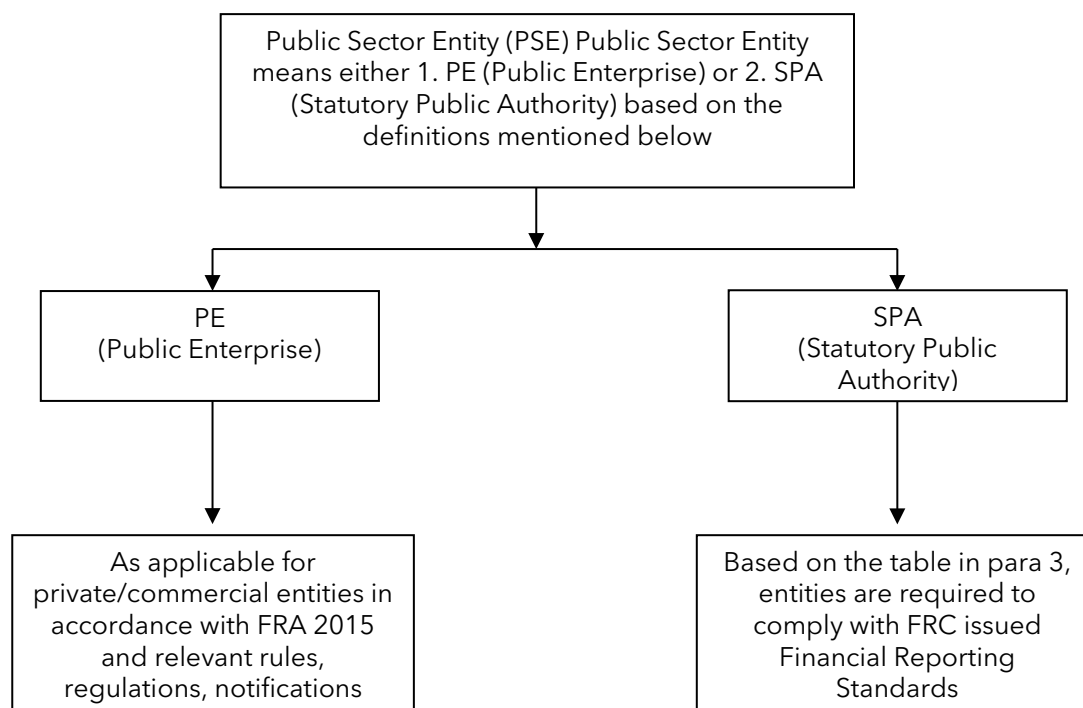 Public Sector Entity (PSE) Public Sector Entity
means either 1. PE (Public Enterprise) or 2. SPA
(Statutory Public Authority) based on the
definitions mentioned below
PE
(Public Enterprise)
SPA
(Statutory Public
Authority)
As applicable for
private/commercial entities in
accordance with FRA 2015
and relevant rules,
regulations, notifications
Based on the table in para 3,
entities are required to
comply with FRC issued
Financial Reporting
Standards